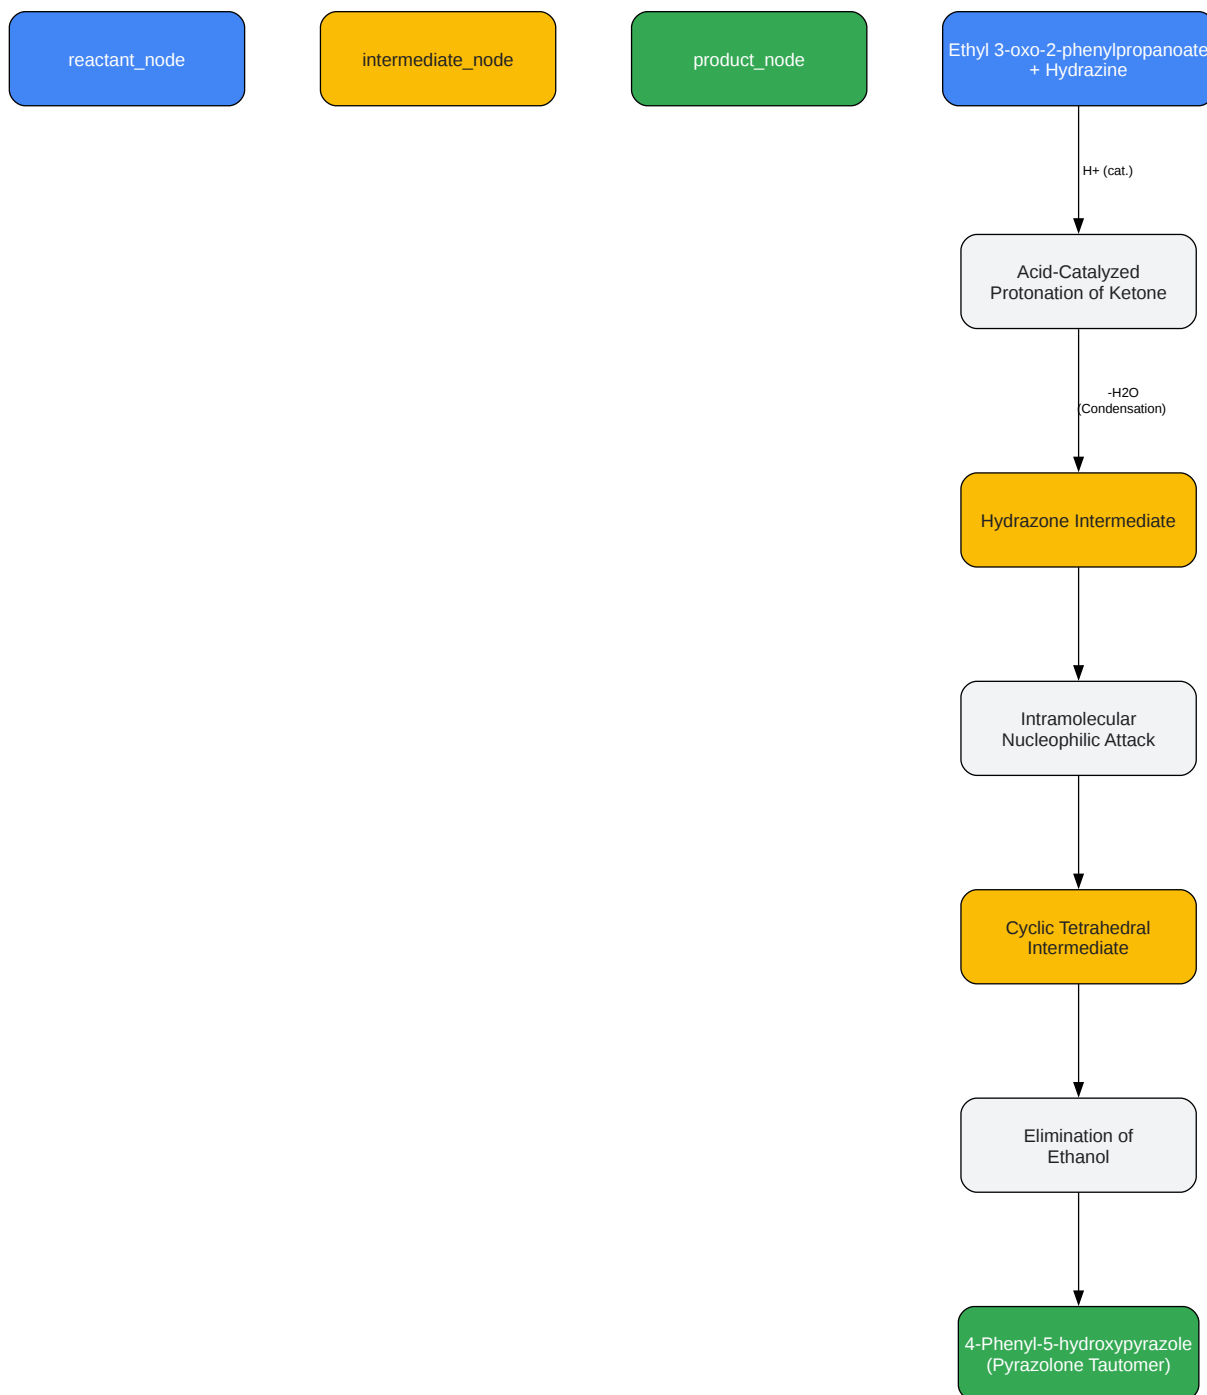 reactant_node
intermediate_node
product_node
Ethyl 3-oxo-2-phenylpropanoate
+ Hydrazine
H+ (cat.)
Acid-Catalyzed
Protonation of Ketone
-H2O
(Condensation)
Hydrazone Intermediate
Intramolecular
Nucleophilic Attack
Cyclic Tetrahedral
Intermediate
Elimination of
Ethanol
4-Phenyl-5-hydroxypyrazole
(Pyrazolone Tautomer)